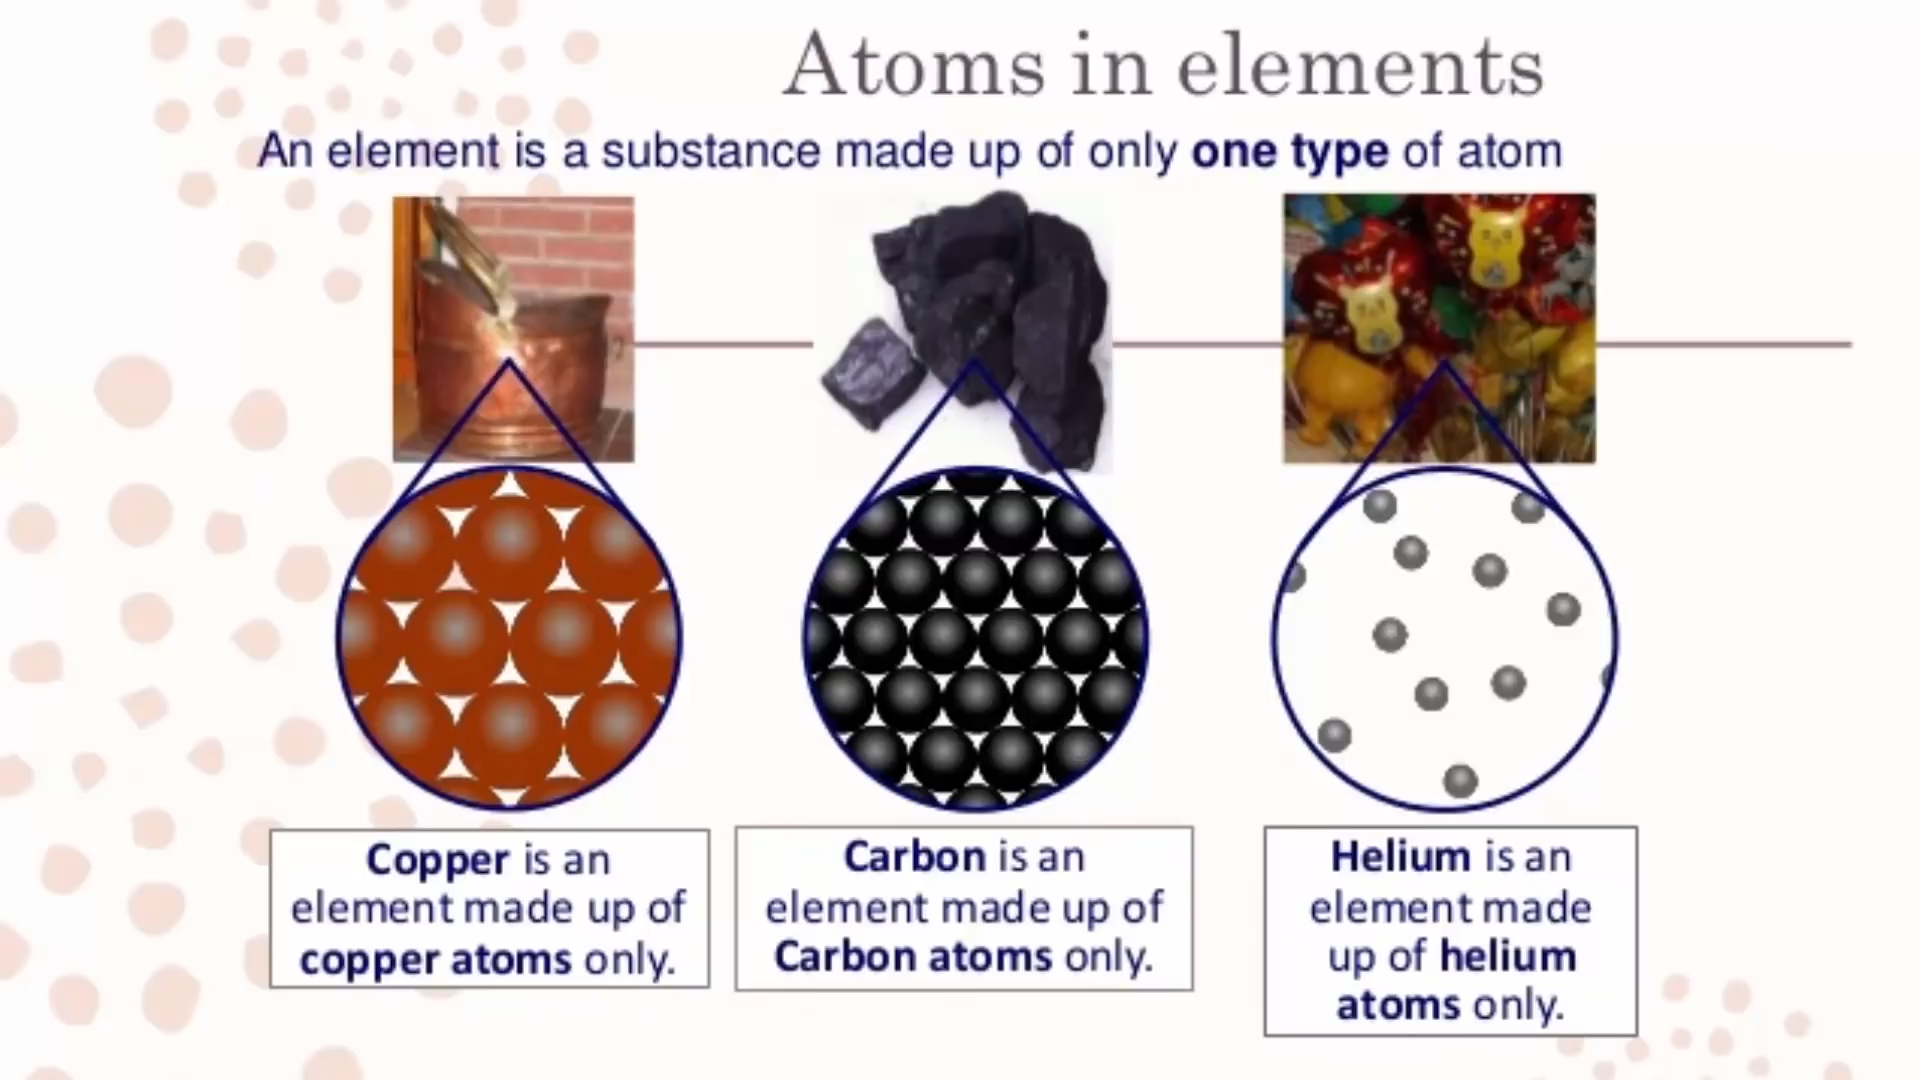 Atoms in elements
An element is a substance made up of only one type of atom
Copper is an
element made up of
copper atoms only.
Carbon is an
element made up of
Carbon atoms only.
Helium is an
element made
up of helium
atoms only.